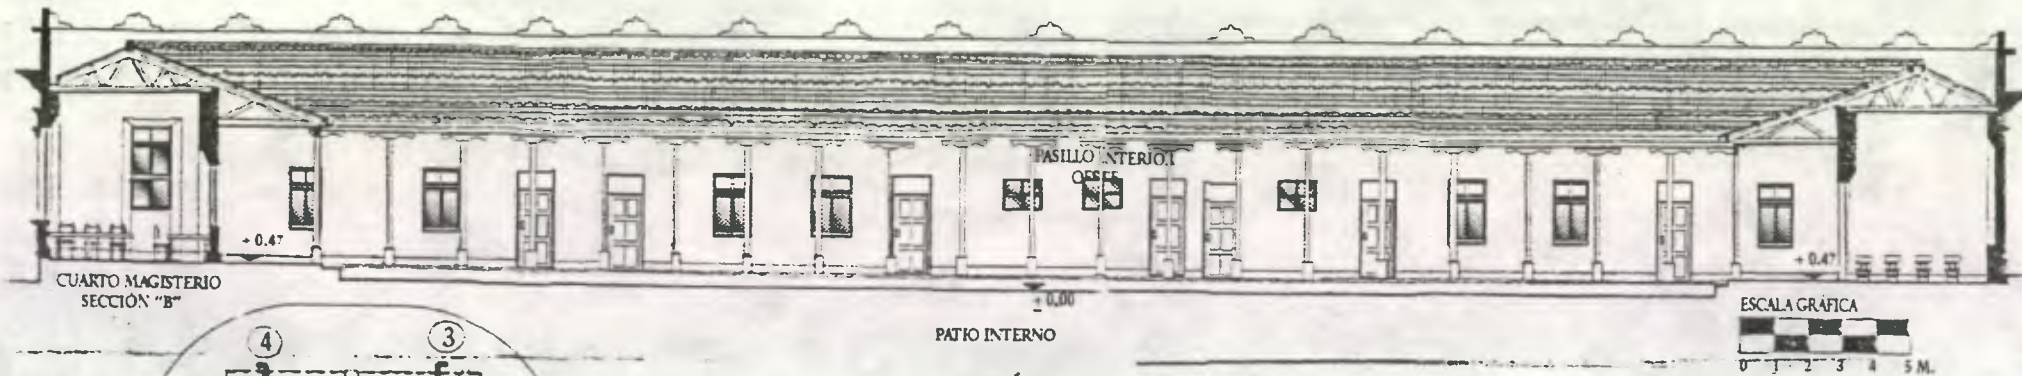 PASILLO INTERIOR
OESTE
+ 0.47
+ 0.47
CUARTO MAGISTERIO
SECCIÓN "B"
± 0,00
PATIO INTERNO
ESCALA GRÁFICA
0 1 2 3 4 5 M.
4
3